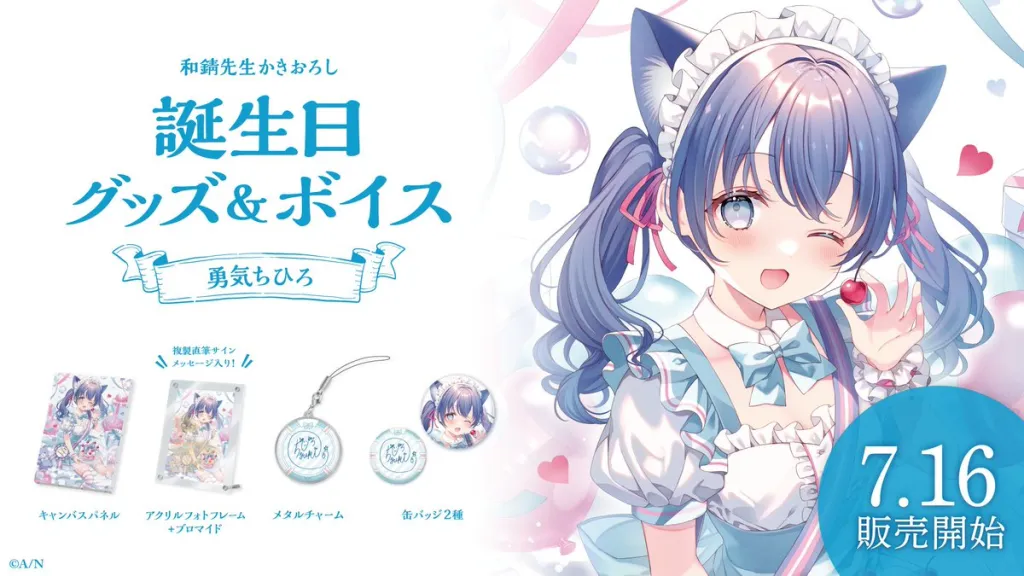 和錆先生かきおろし
誕生日
グッズ&ボイス
勇気ちひろ
複製直筆サイン
メッセージ入り!
キャンバスパネル
アクリルフォトフレーム
+ブロマイド
メタルチャーム
缶バッジ2種
7.16
販売開始
©A/N